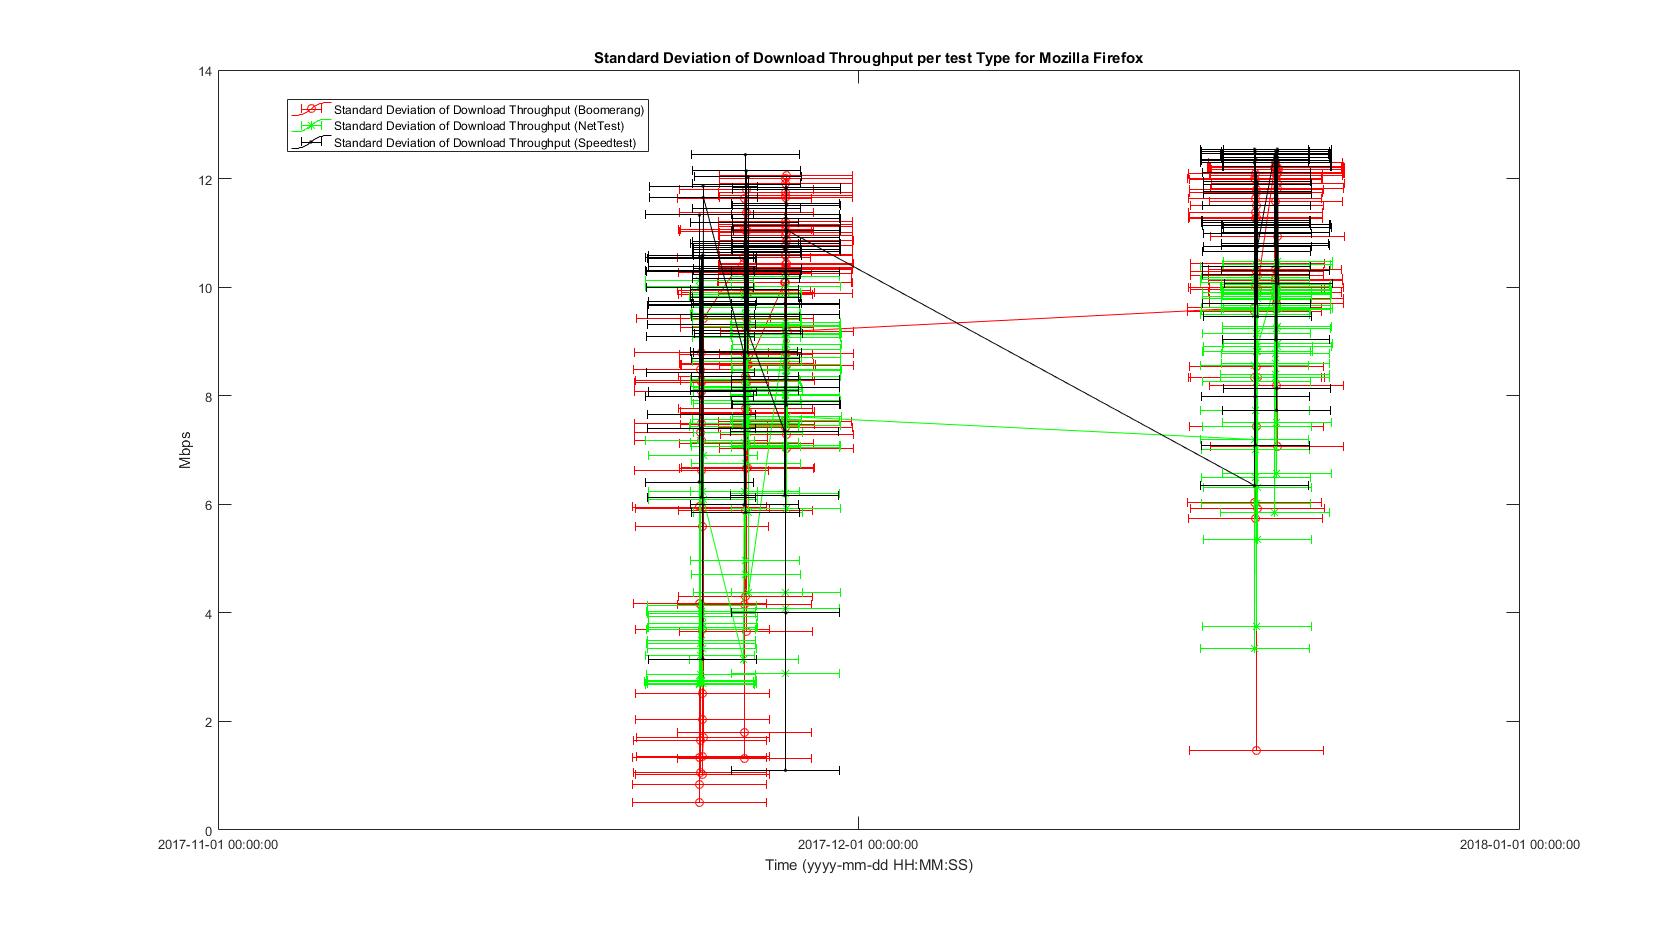 Standard Deviation of Download Throughput per test Type for Mozilla Firefox
14
Standard Deviation of Download Throughput (Boomerang)
Standard Deviation of Download Throughput (NetTest)
Standard Deviation of Download Throughput (Speedtest)
12
10
8
Mbps
6
4
2
0
2017-11-01 00:00:00
2017-12-01 00:00:00
2018-01-01 00:00:00
Time (yyyy-mm-dd HH:MM:SS)